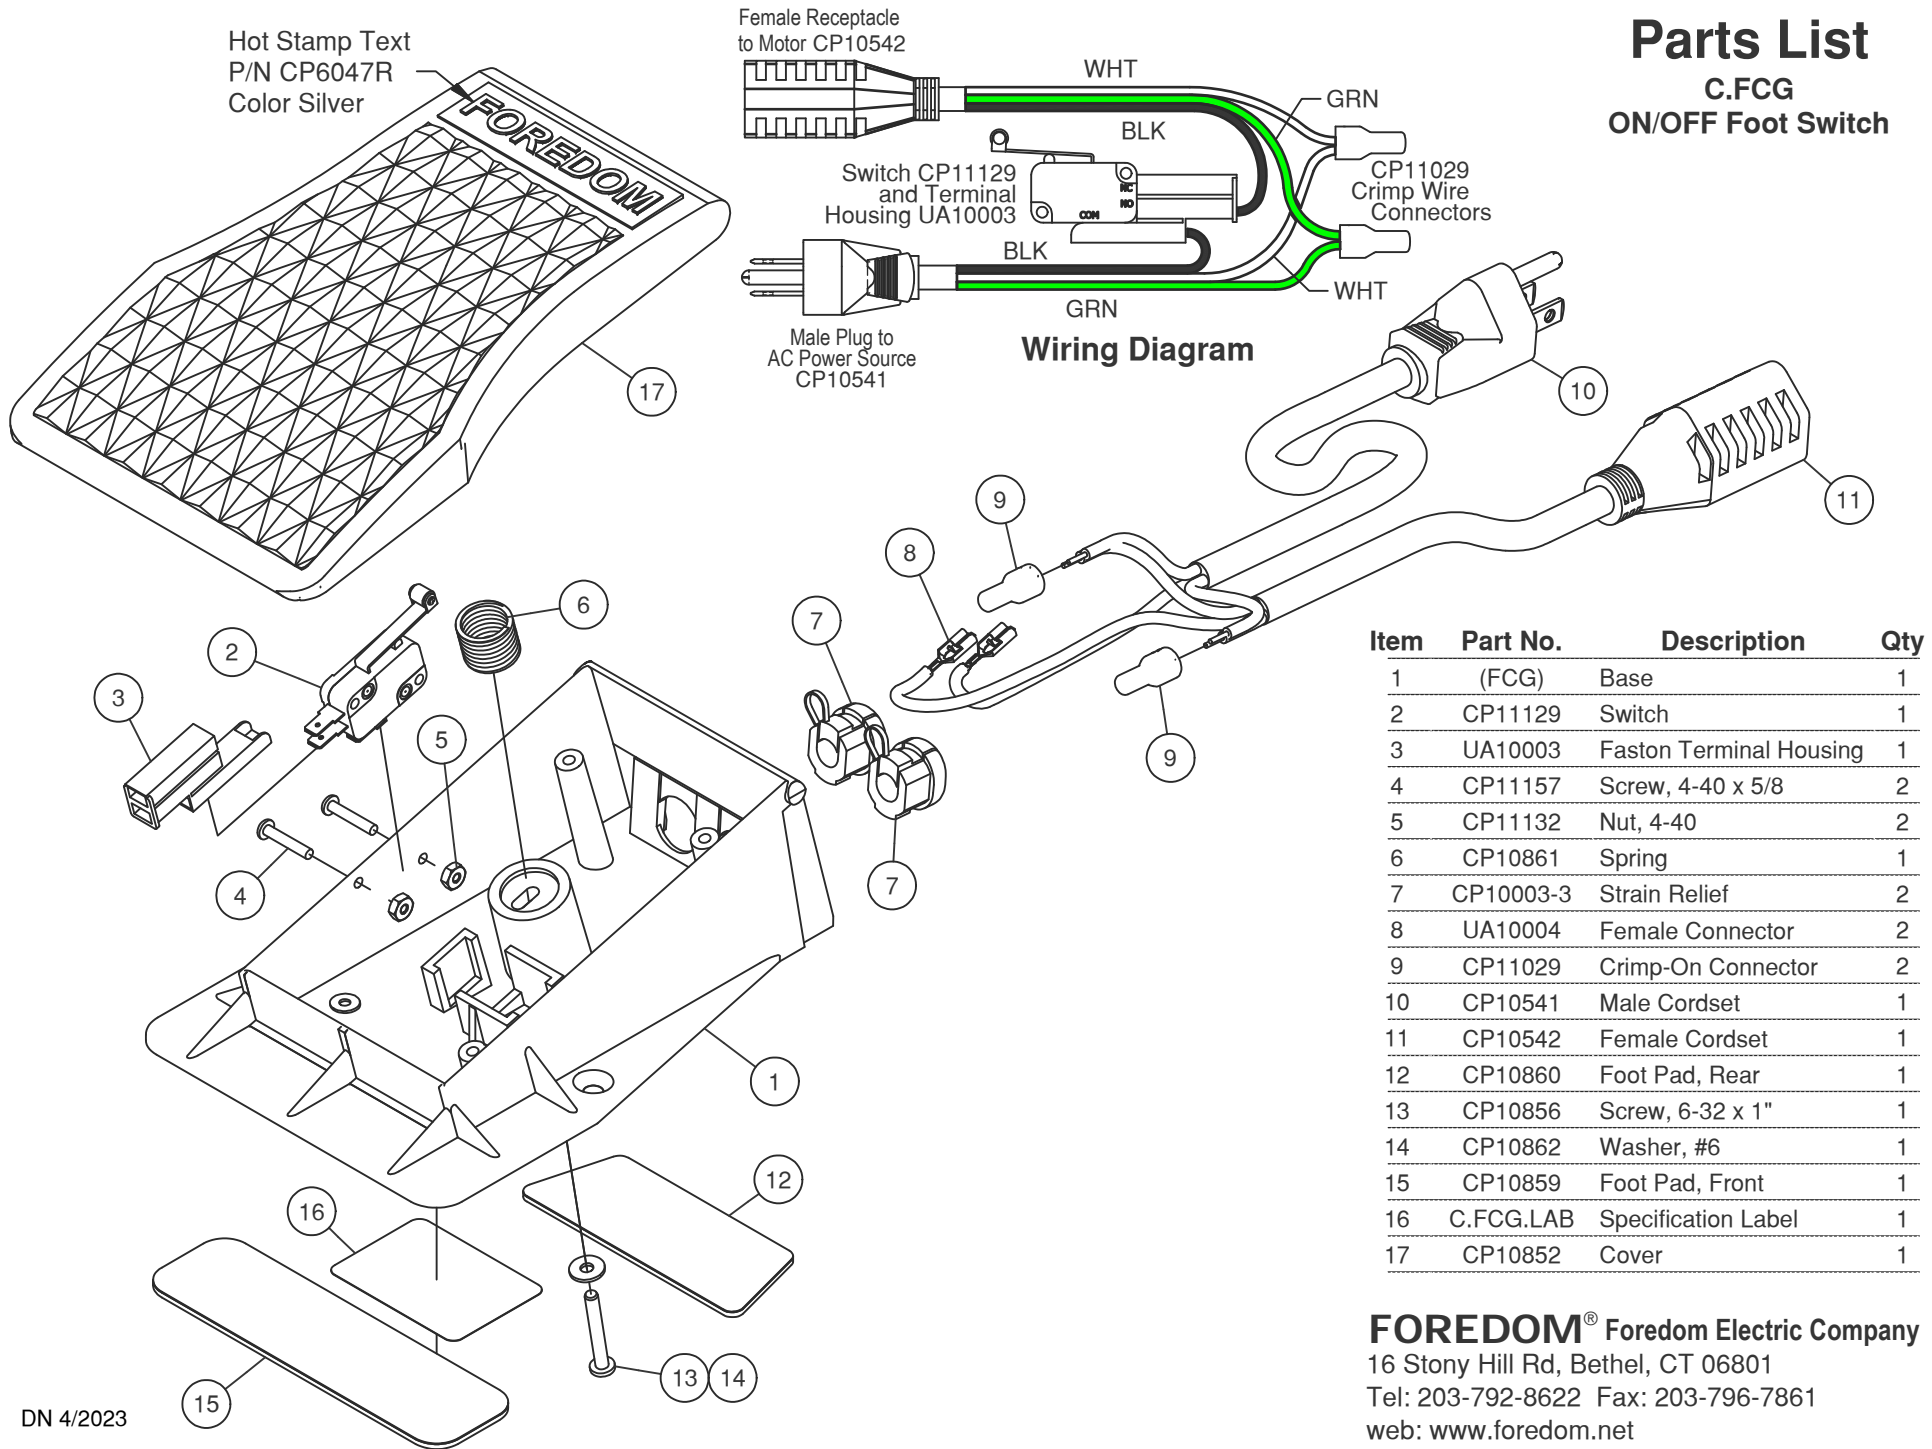 Hot Stamp Text
P/N CP6047R
Color Silver
FOREDOM
Female Receptacle
to Motor CP10542
WHT
GRN
BLK
Switch CP11129
and Terminal
Housing UA10003
NC
NO
COM
CP11029
Crimp Wire
Connectors
BLK
WHT
GRN
Male Plug to
AC Power Source
CP10541
Wiring Diagram
Parts List
C.FCG
ON/OFF Foot Switch
17
10
11
9
8
7
6
2
3
5
9
4
7
1
12
16
13
14
15
Item Part No. Description Qty
1 (FCG) Base 1
2 CP11129 Switch 1
3 UA10003 Faston Terminal Housing 1
4 CP11157 Screw, 4-40 x 5/8 2
5 CP11132 Nut, 4-40 2
6 CP10861 Spring 1
7 CP10003-3 Strain Relief 2
8 UA10004 Female Connector 2
9 CP11029 Crimp-On Connector 2
10 CP10541 Male Cordset 1
11 CP10542 Female Cordset 1
12 CP10860 Foot Pad, Rear 1
13 CP10856 Screw, 6-32 x 1" 1
14 CP10862 Washer, #6 1
15 CP10859 Foot Pad, Front 1
16 C.FCG.LAB Specification Label 1
17 CP10852 Cover 1
FOREDOM® Foredom Electric Company
16 Stony Hill Rd, Bethel, CT 06801
Tel: 203-792-8622 Fax: 203-796-7861
web: www.foredom.net
DN 4/2023